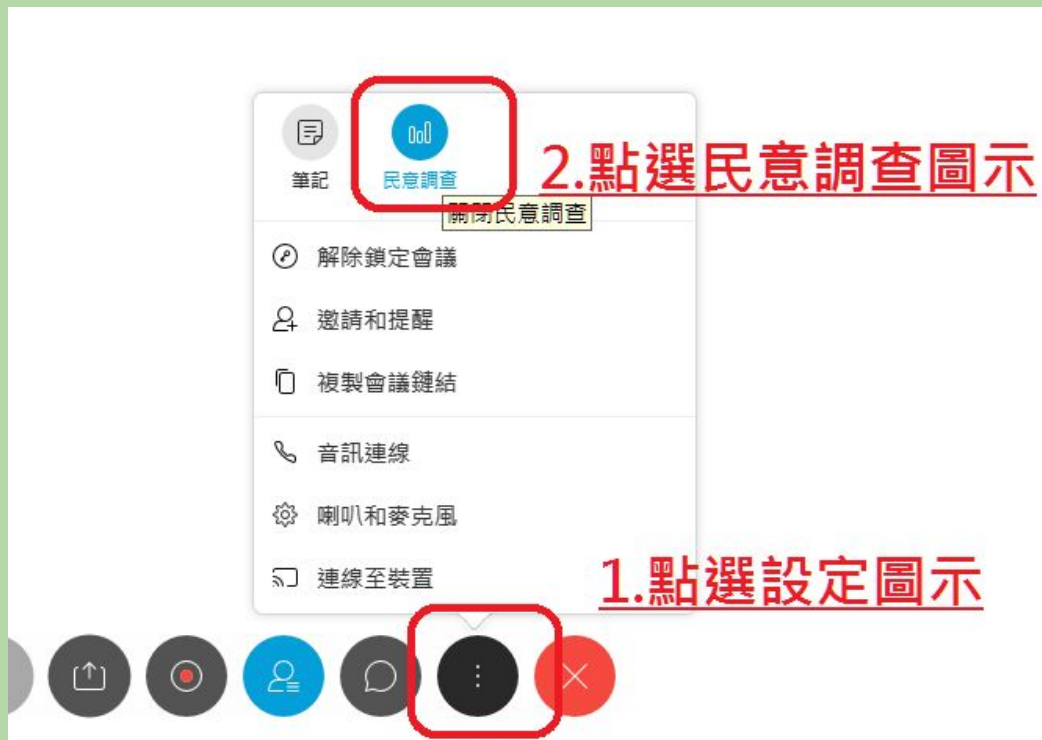 筆記
民意調查
2.點選民意調查圖示
關閉民意調查
解除鎖定會議
邀請和提醒
複製會議鏈結
音訊連線
喇叭和麥克風
連線至裝置
1.點選設定圖示